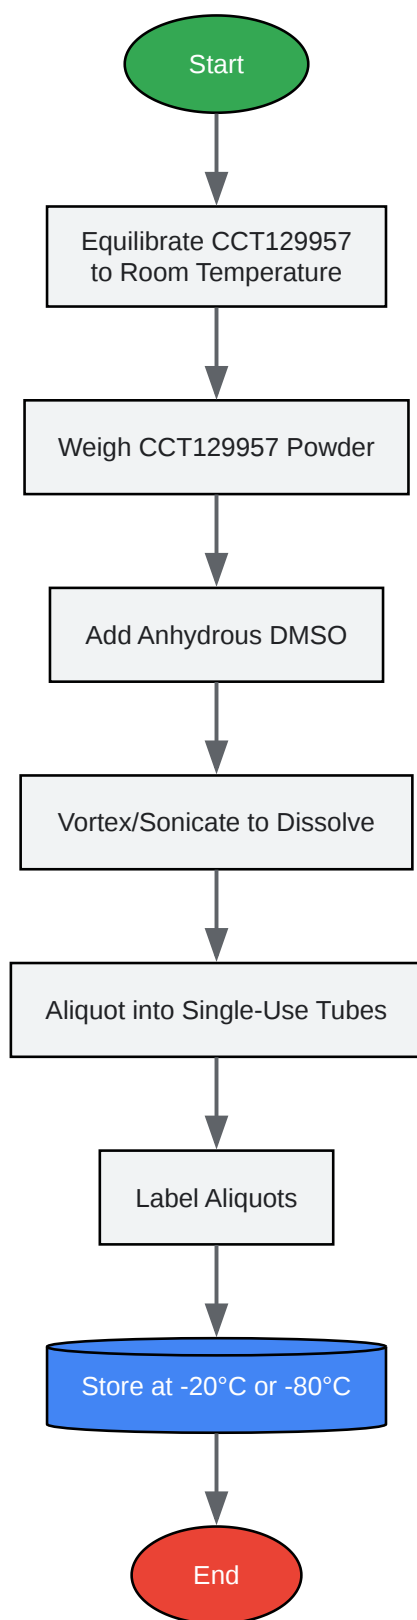 Start
Equilibrate CCT129957
to Room Temperature
Weigh CCT129957 Powder
Add Anhydrous DMSO
Vortex/Sonicate to Dissolve
Aliquot into Single-Use Tubes
Label Aliquots
Store at -20°C or -80°C
End